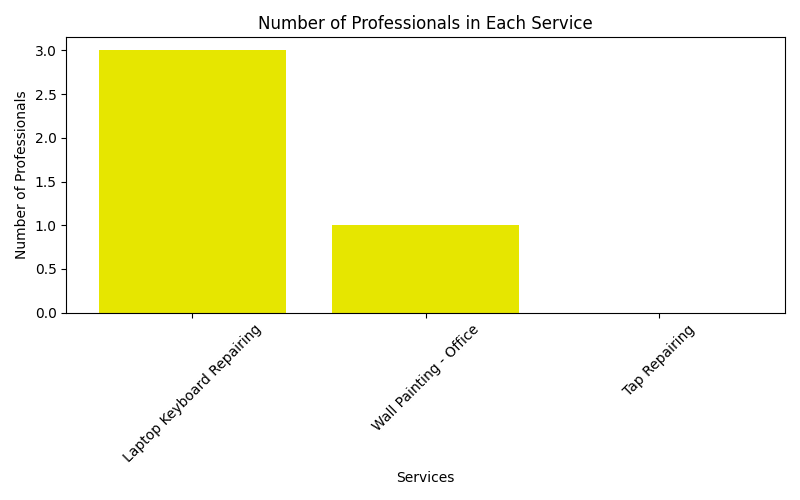 Number of Professionals in Each Service
Number of Professionals
3.0
2.5
2.0
1.5
1.0
0.5
0.0
Laptop Keyboard Repairing
Wall Painting - Office
Tap Repairing
Services